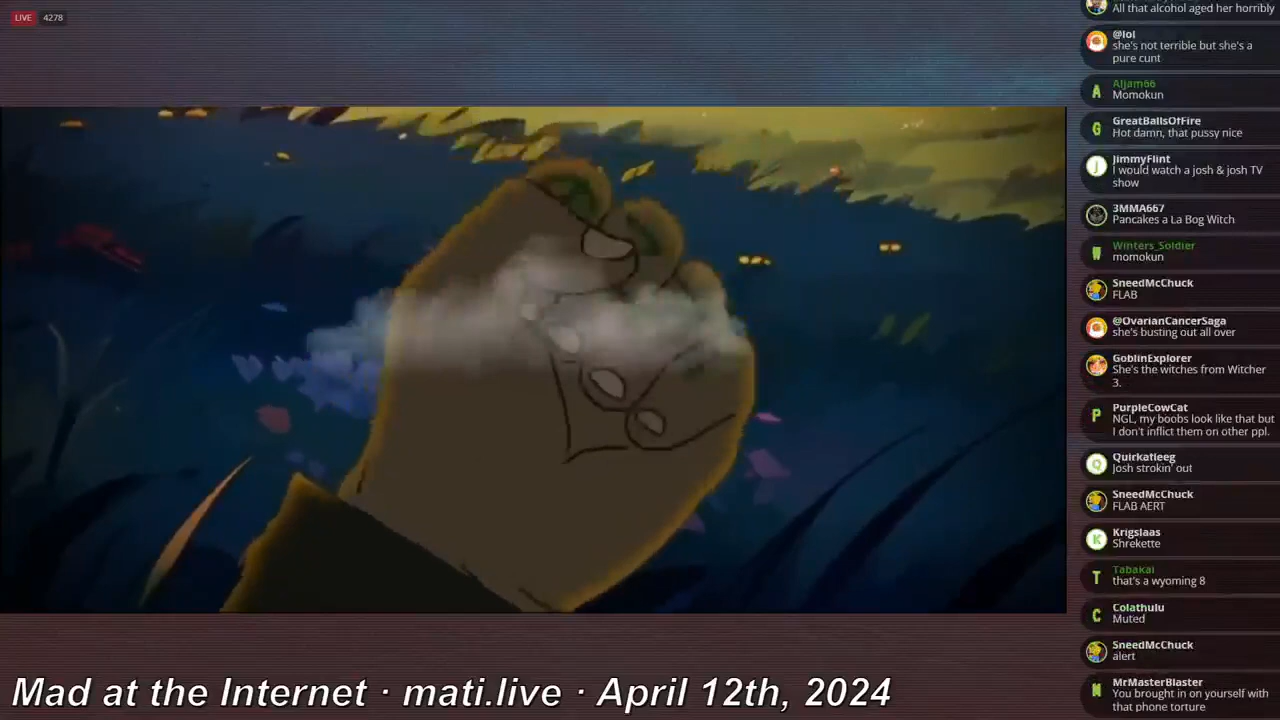 LIVE 4278
All that alcohol aged her horribly
@lol
she's not terrible but she's a
pure cunt
Aljam66
Momokun
GreatBallsOfFire
Hot damn, that pussy nice
JimmyFlint
I would watch a josh & josh TV
show
3MMA667
Pancakes a La Bog Witch
Winters_Soldier
momokun
SneedMcChuck
FLAB
@OvarianCancerSaga
she's busting out all over
GoblinExplorer
She's the witches from Witcher
3.
PurpleCowCat
NGL, my boobs look like that but
I don't inflict them on other ppl.
Quirkafleeg
Josh strokin' out
SneedMcChuck
FLAB AERT
Krigslaas
Shrekette
Tabakai
that's a wyoming 8
Colathulu
Muted
SneedMcChuck
alert
MrMasterBlaster
You brought in on yourself with
that phone torture
Mad at the Internet · mati.live · April 12th, 2024